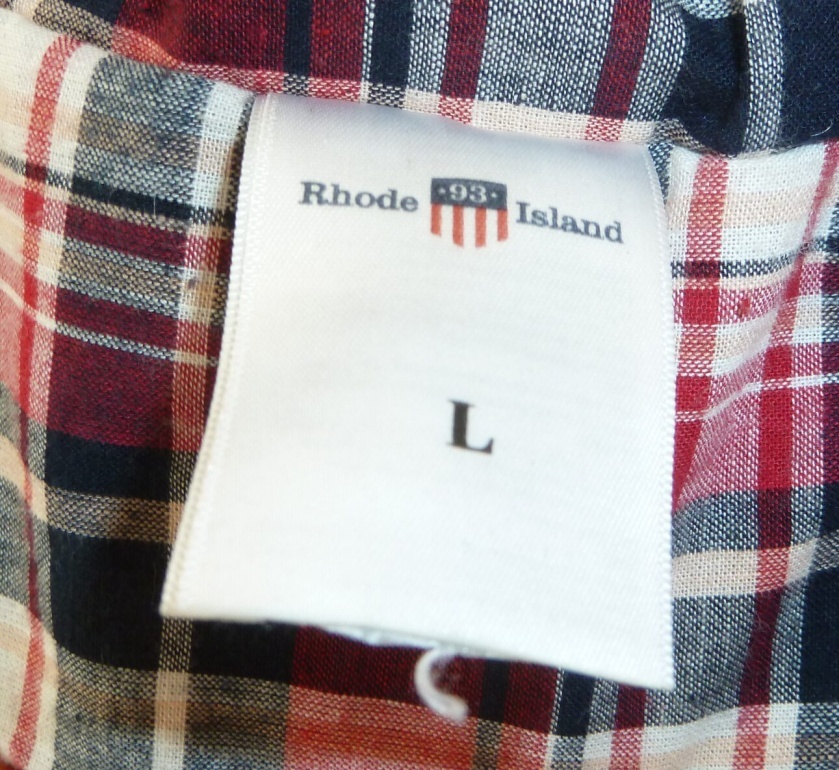 Rhode ·93· Island
L